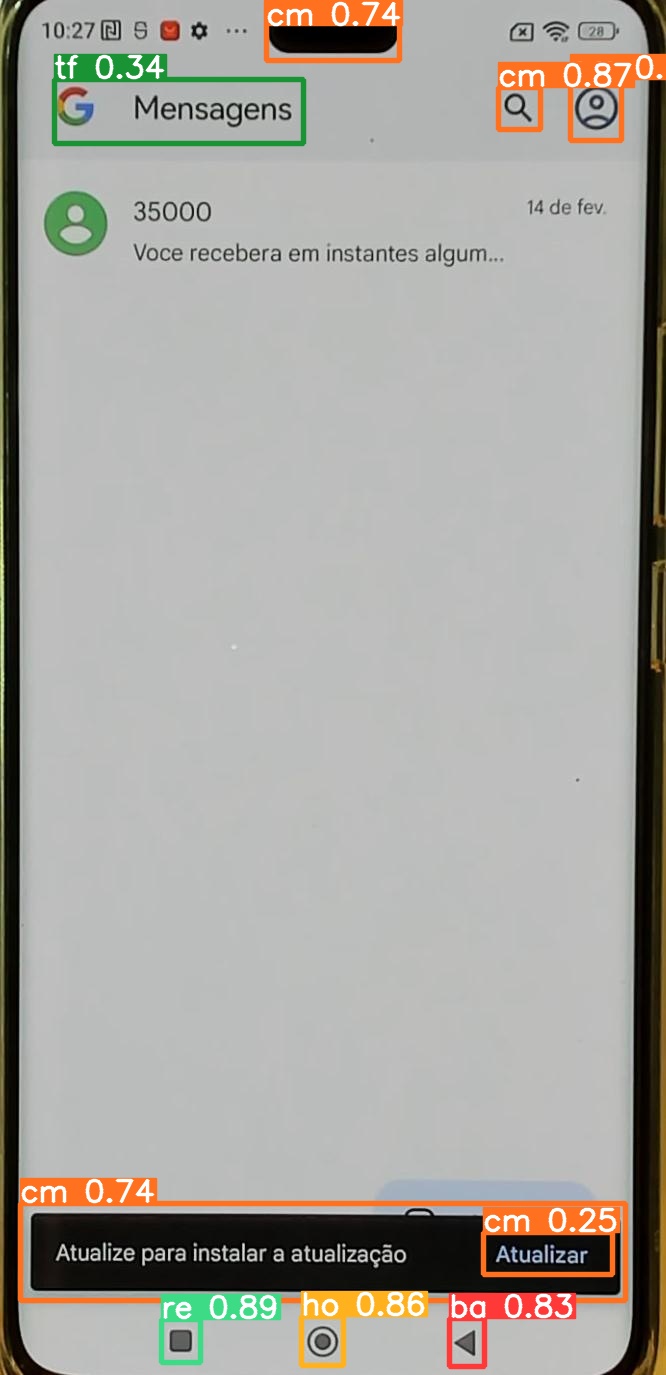 10:27
28
cm 0.74
tf 0.34
cm 0.87
0.
Mensagens
35000
14 de fev.
Voce recebera em instantes algum...
cm 0.74
cm 0.25
Atualize para instalar a atualização
Atualizar
re 0.89
ho 0.86
ba 0.83